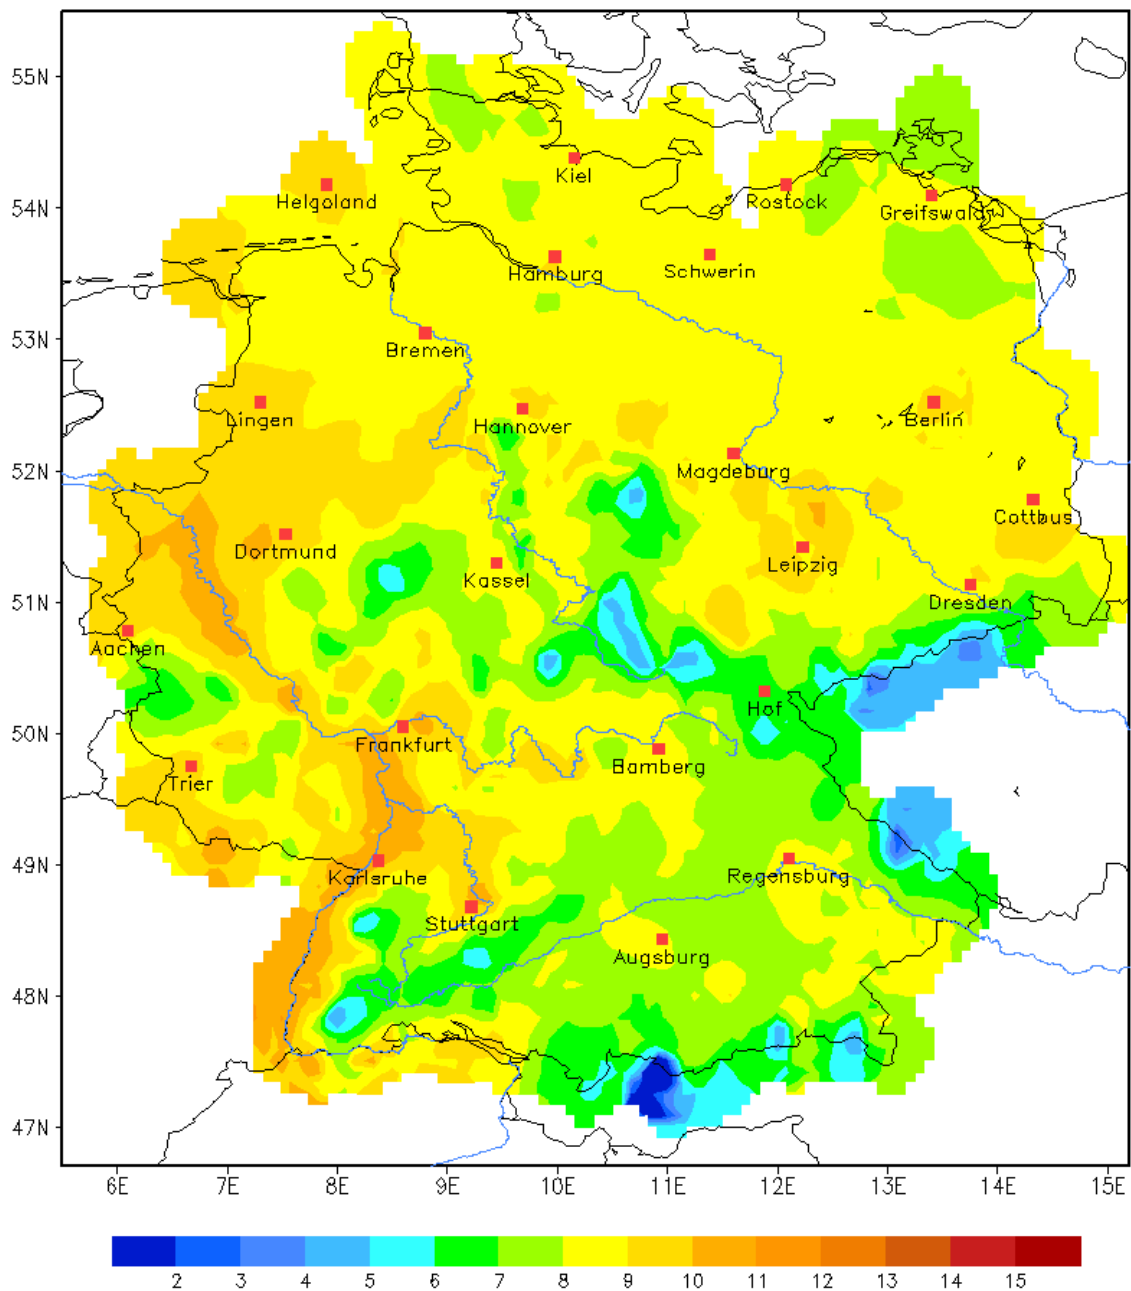 55N
Kiel
Helgoland
Rostock
54N
Greifswald
Hamburg
Schwerin
53N
Bremen
Lingen
Hannover
Berlin
52N
Magdeburg
Cottbus
Dortmund
Leipzig
Kassel
51N
Dresden
Aachen
Hof
50N
Frankfurt
Bamberg
Trier
49N
Karlsruhe
Regensburg
Stuttgart
Augsburg
48N
47N
6E 7E 8E 9E 10E 11E 12E 13E 14E 15E
2 3 4 5 6 7 8 9 10 11 12 13 14 15